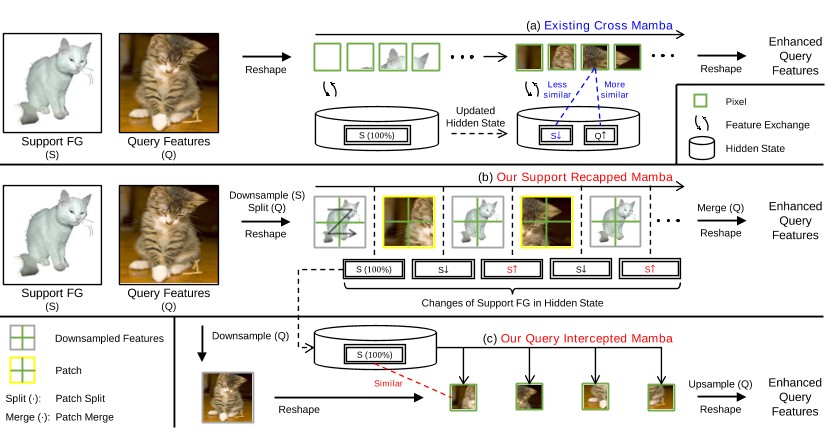 (a) Existing Cross Mamba
Reshape
Less
similar
More
similar
Reshape
Enhanced
Query
Features
Support FG
(S)
Query Features
(Q)
S (100%)
Updated
Hidden State
S↓
Q↑
Pixel
Feature Exchange
Hidden State
(b) Our Support Recapped Mamba
Downsample (S)
Split (Q)
Reshape
Merge (Q)
Reshape
Enhanced
Query
Features
Support FG
(S)
Query Features
(Q)
S (100%)
S↓
S↑
S↓
S↑
Changes of Support FG in Hidden State
Downsampled Features
Patch
Split (·): Patch Split
Merge (·): Patch Merge
Downsample (Q)
(c) Our Query Intercepted Mamba
S (100%)
Similar
Reshape
Upsample (Q)
Reshape
Enhanced
Query
Features